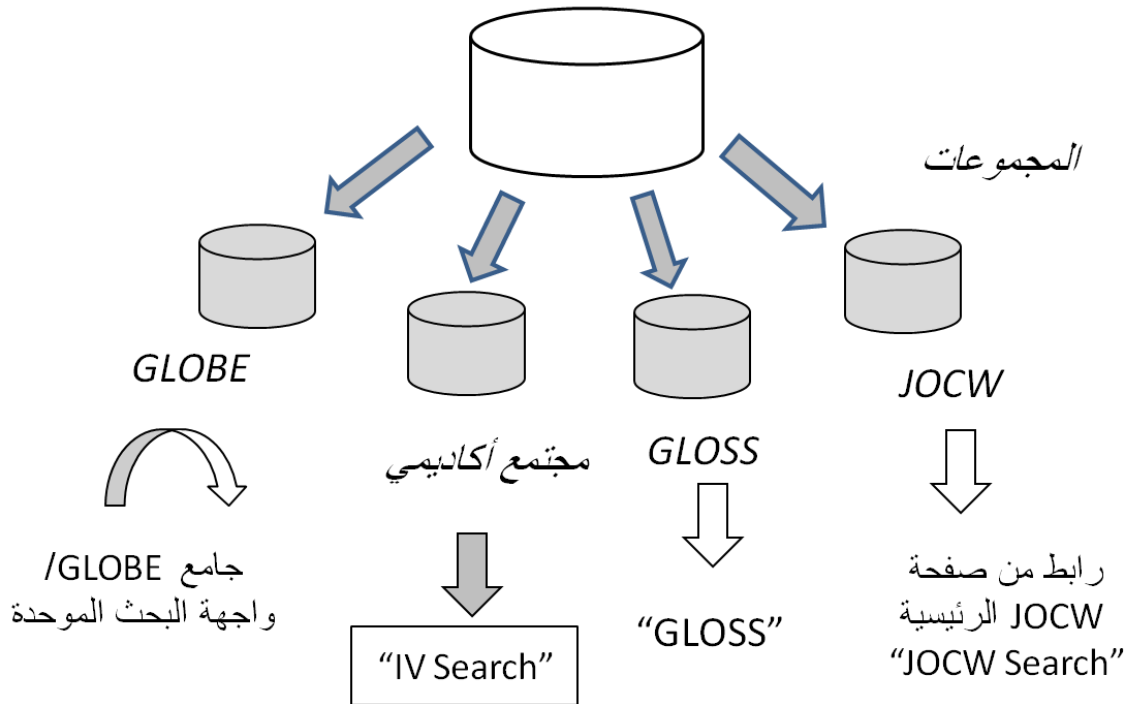 المجموعات
GLOBE
مجتمع أكاديمي
GLOSS
JOCW
جامع GLOBE/
واجهة البحث الموحدة
“IV Search”
“GLOSS”
رابط من صفحة
JOCW الرئيسية
“JOCW Search”